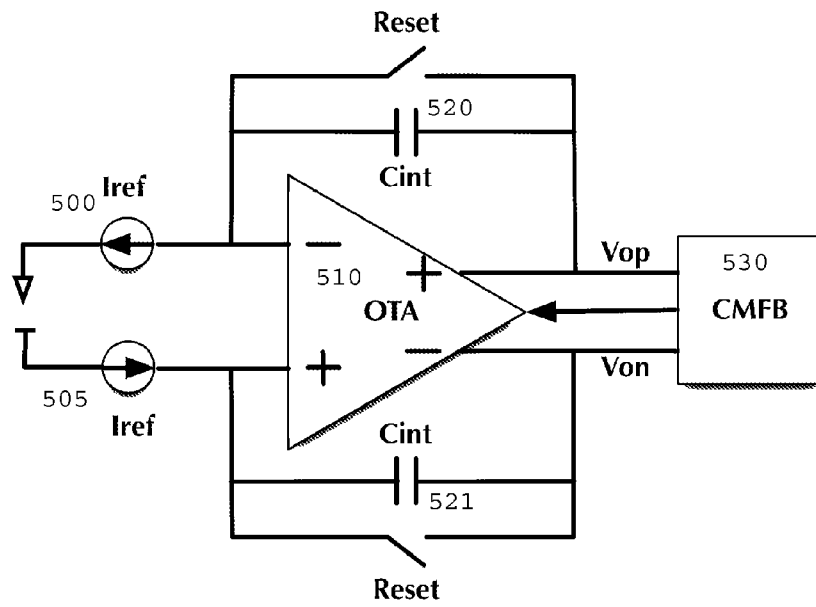 Reset
520
Cint
Iref
500
510
+
OTA
Vop
530
CMFB
Von
505
Iref
Cint
521
Reset